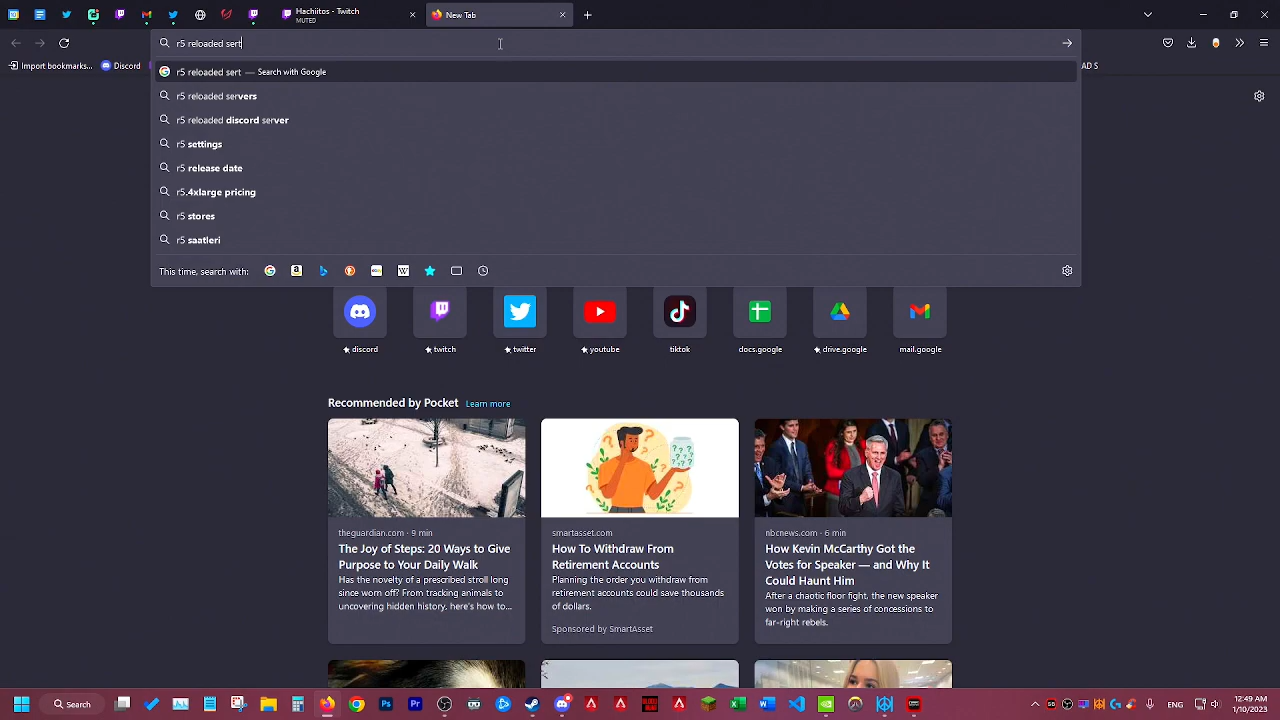 Hechiitos - Twitch
MUTED
New Tab
r5 reloaded sert
Import bookmarks...
Discord
AD S
r5 reloaded sert — Search with Google
r5 reloaded servers
r5 reloaded discord server
r5 settings
r5 release date
r5.4xlarge pricing
r5 stores
r5 saatleri
This time, search with:
discord
twitch
twitter
youtube
tiktok
docs.google
drive.google
mail.google
Recommended by Pocket Learn more
theguardian.com · 9 min
The Joy of Steps: 20 Ways to Give
Purpose to Your Daily Walk
Has the novelty of a prescribed stroll long
since worn off? From tracking animals to
uncovering hidden history, here's how to...
smartasset.com
How To Withdraw From
Retirement Accounts
Planning the order you withdraw from
retirement accounts could save thousands
of dollars.
Sponsored by SmartAsset
nbcnews.com · 6 min
How Kevin McCarthy Got the
Votes for Speaker — and Why It
Could Haunt Him
After a chaotic floor fight, the new speaker
won by making a series of concessions to
far-right rebels.
Search
ENG
12:49 AM
1/10/2023